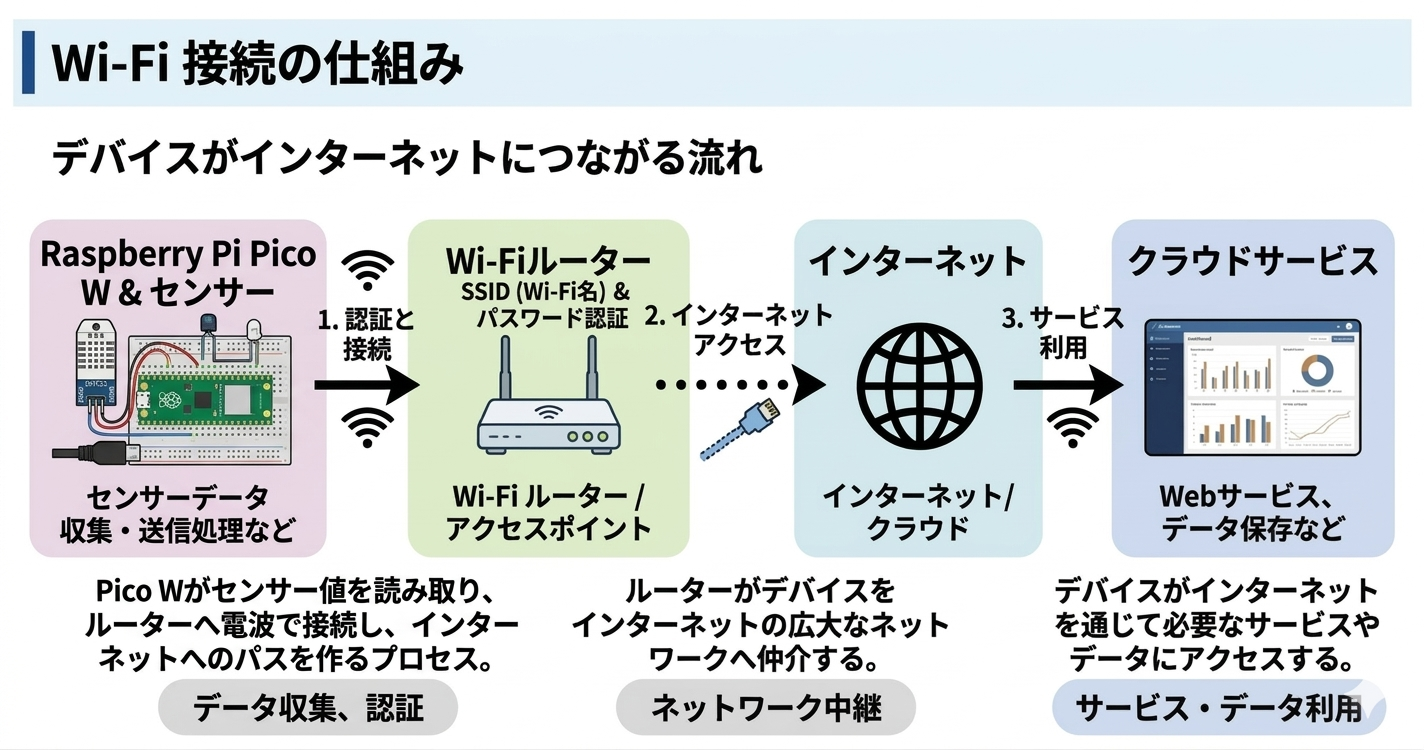 Wi-Fi 接続の仕組み
デバイスがインターネットにつながる流れ
Raspberry Pi Pico
W & センサー
センサーデータ
収集・送信処理など
1. 認証と
接続
Wi-Fiルーター
SSID (Wi-Fi名) &
パスワード認証
Wi-Fi ルーター /
アクセスポイント
2. インターネット
アクセス
インターネット
インターネット/
クラウド
3. サービス
利用
クラウドサービス
Webサービス、
データ保存など
Pico Wがセンサー値を読み取り、
ルーターへ電波で接続し、インター
ネットへのパスを作るプロセス。
データ収集、認証
ルーターがデバイスを
インターネットの広大なネット
ワークへ仲介する。
ネットワーク中継
デバイスがインターネット
を通じて必要なサービスや
データにアクセスする。
サービス・データ利用